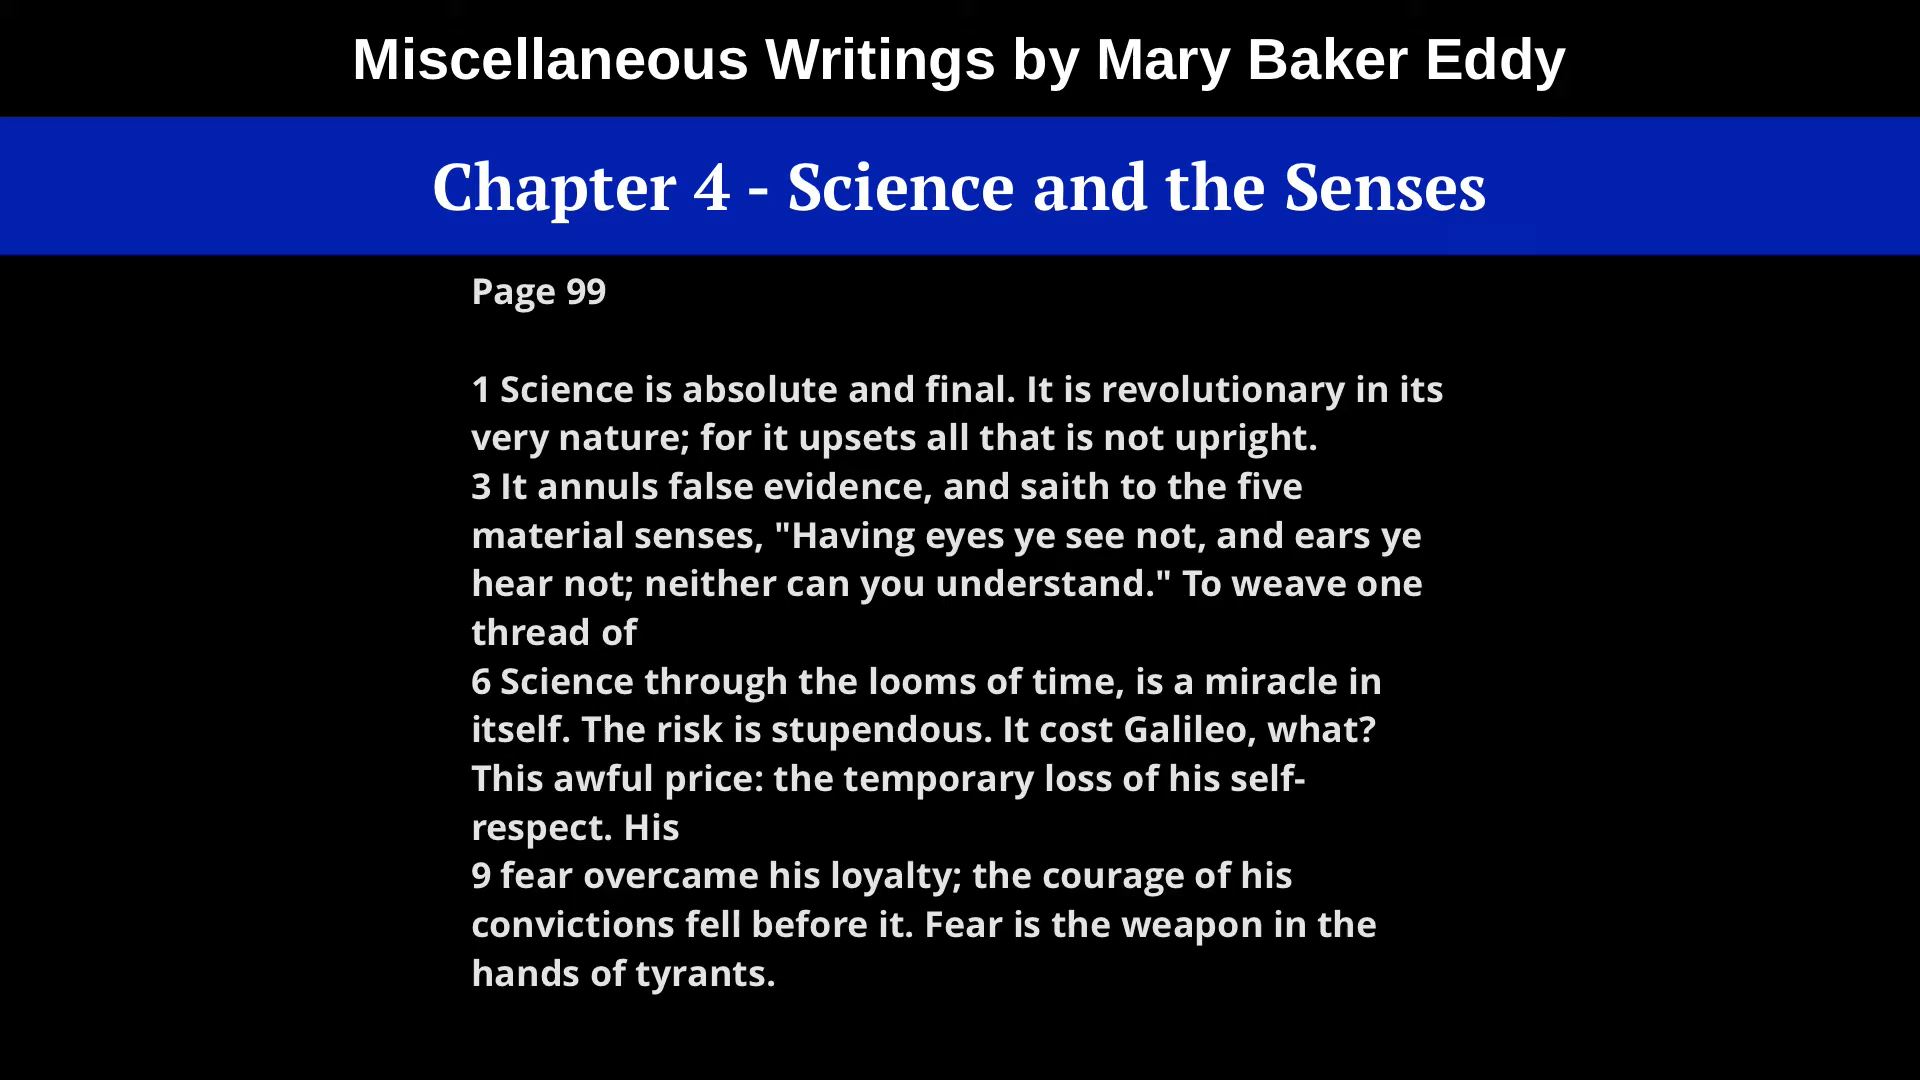 Miscellaneous Writings by Mary Baker Eddy
Chapter 4 - Science and the Senses
Page 99
1 Science is absolute and final. It is revolutionary in its
very nature; for it upsets all that is not upright.
3 It annuls false evidence, and saith to the five
material senses, "Having eyes ye see not, and ears ye
hear not; neither can you understand." To weave one
thread of
6 Science through the looms of time, is a miracle in
itself. The risk is stupendous. It cost Galileo, what?
This awful price: the temporary loss of his self-
respect. His
9 fear overcame his loyalty; the courage of his
convictions fell before it. Fear is the weapon in the
hands of tyrants.